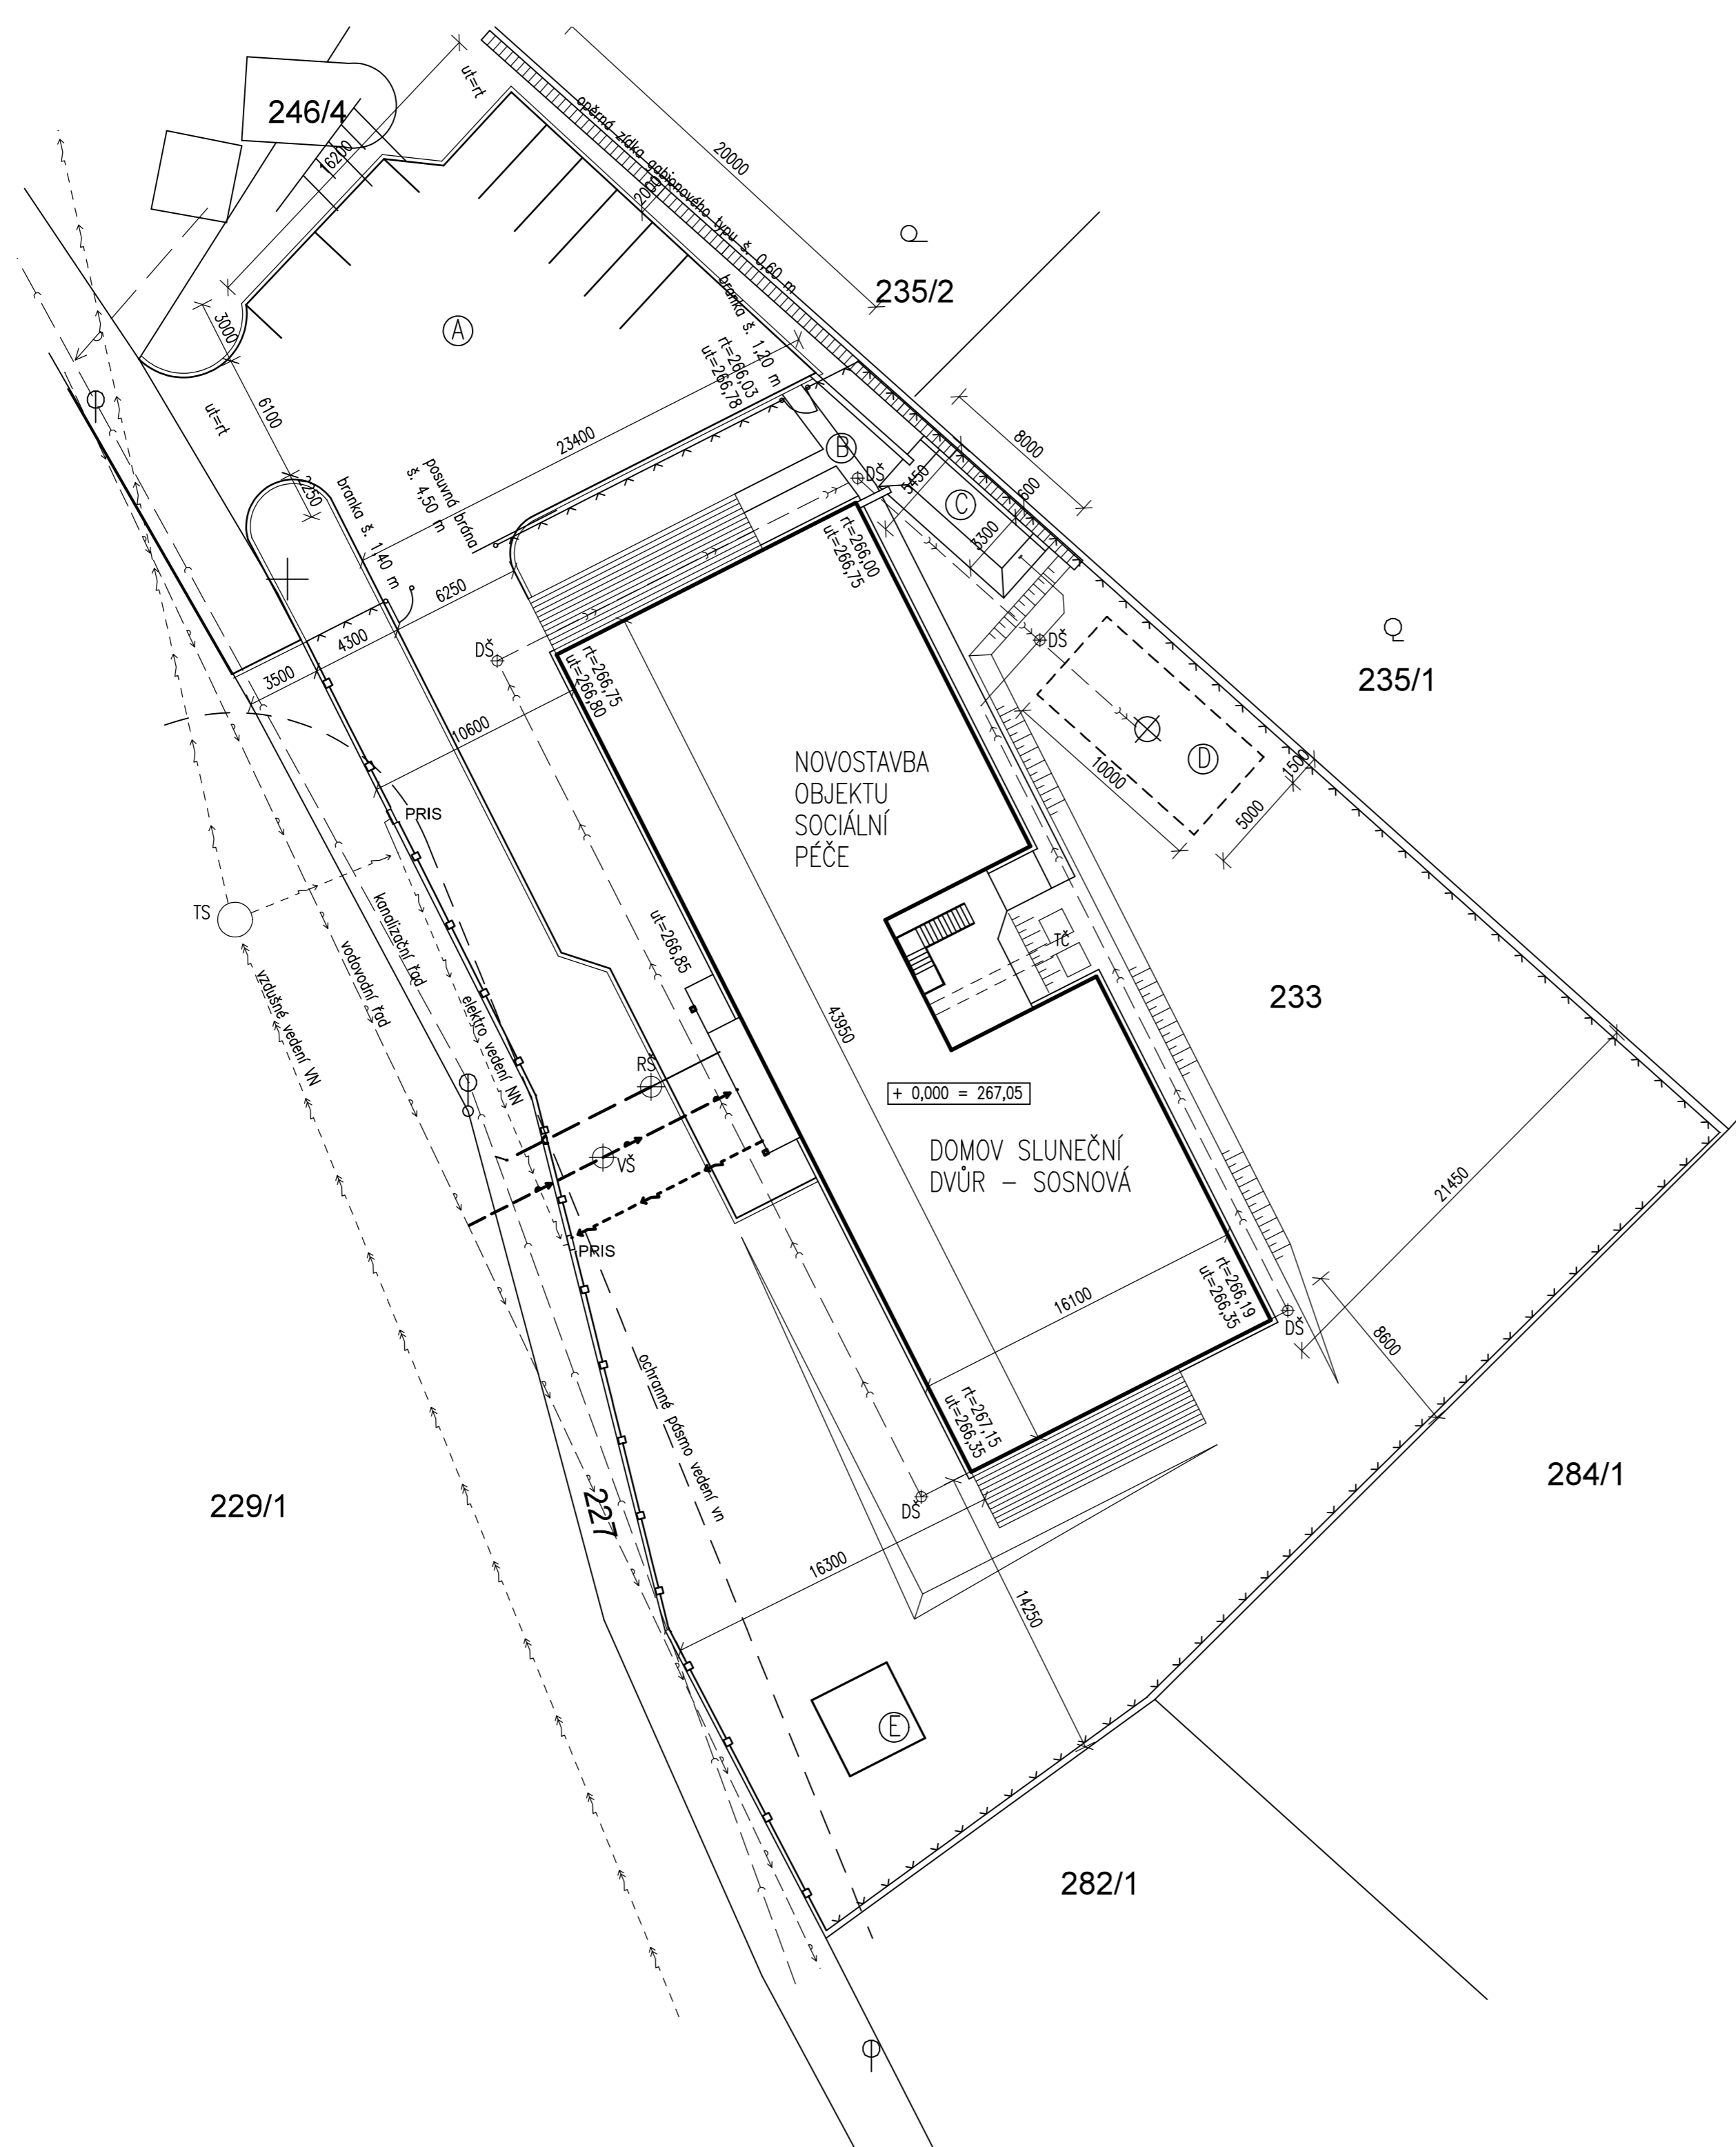 246/4
ut=rt
16200
opěrná zídka gabionového typu š. 0,60 m
20000
2000
235/2
3000
A
branka š. 1,20 m
rt=266,03
ut=266,78
6100
ut=rt
23400
8000
B
DŠ
5450
600
C
3300
2250
branka š. 1,40 m
posuvná brána
š. 4,50 m
6250
rt=266,00
ut=266,75
4300
3500
DŠ
rt=266,75
ut=266,80
DŠ
235/1
10600
NOVOSTAVBA
OBJEKTU
SOCIÁLNÍ
PÉČE
D
10000
1500
5000
PRIS
TS
kanalizační řad
vodovodní řad
vzdušné vedení VN
elektro vedení NN
ut=266,85
TČ
233
43950
RŠ
+ 0,000 = 267,05
DOMOV SLUNEČNÍ
DVŮR – SOSNOVÁ
VŠ
21450
PRIS
16100
rt=266,19
ut=266,35
DŠ
8600
ochranné pásmo vedení vn
rt=267,15
ut=266,35
284/1
229/1
227
DŠ
16300
14250
E
282/1